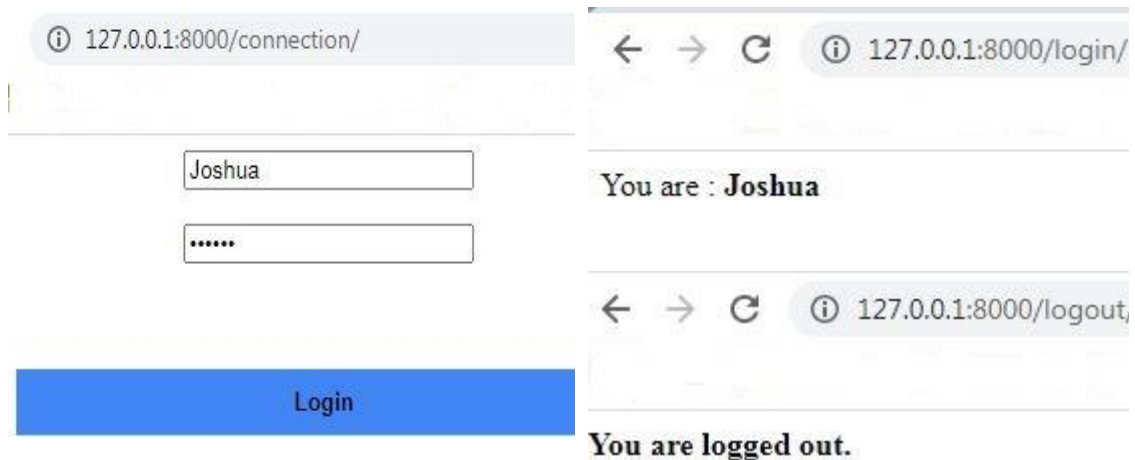 127.0.0.1:8000/connection/
Joshua
••••••
Login
127.0.0.1:8000/login/
You are : Joshua
127.0.0.1:8000/logout/
You are logged out.